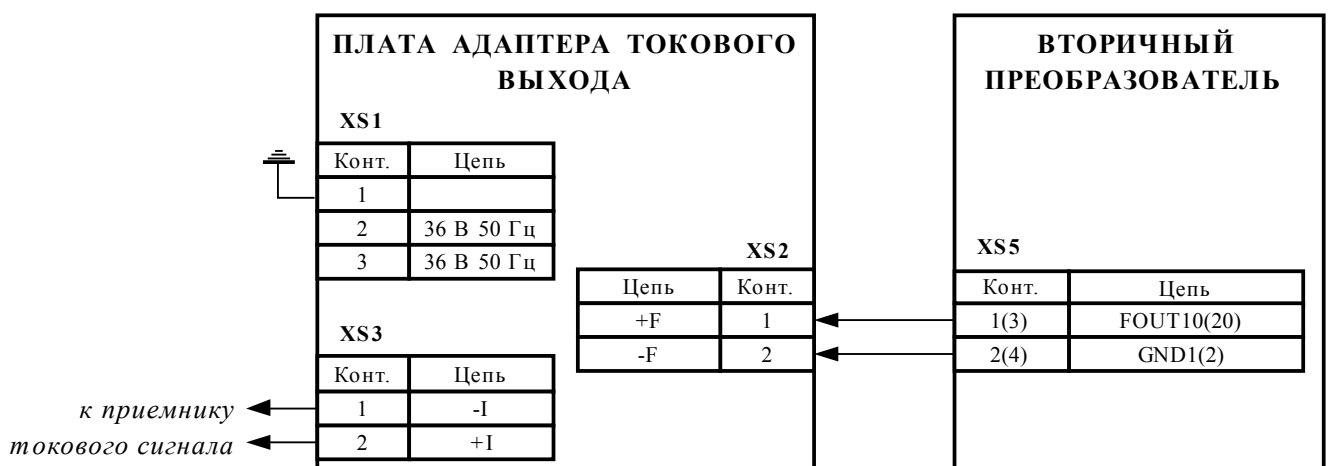 ПЛАТА АДАПТЕРА ТОКОВОГО
ВЫХОДА
XS1
Конт. Цепь
1
2 36 В 50 Гц
3 36 В 50 Гц
XS2
Цепь Конт.
+F 1
-F 2
XS3
Конт. Цепь
1 -I
2 +I
к приемнику
токового сигнала
ВТОРИЧНЫЙ
ПРЕОБРАЗОВАТЕЛЬ
XS5
Конт. Цепь
1(3) FOUT10(20)
2(4) GND1(2)